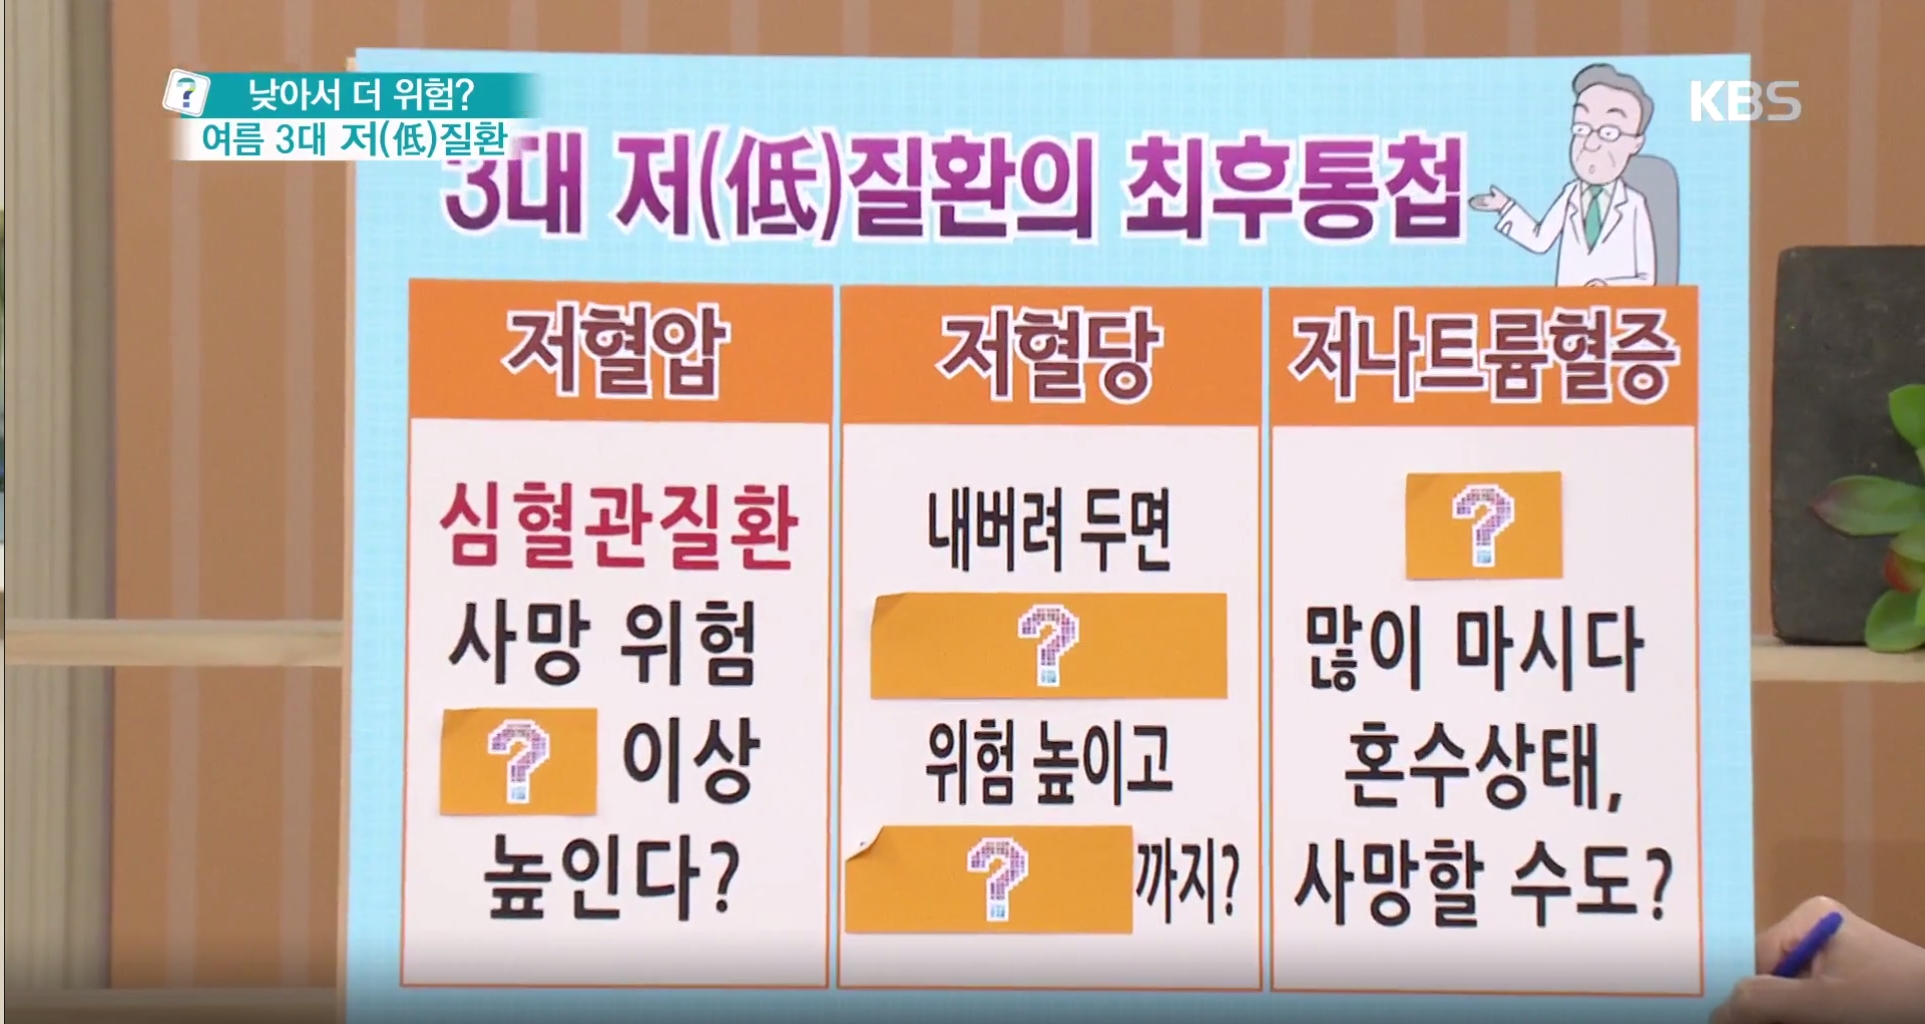 낮아서 더 위험?
여름 3대 저(低)질환
KBS
3대 저(低)질환의 최후통첩
저혈압
심혈관질환
사망 위험
? 이상
높인다?
저혈당
내버려 두면
?
위험 높이고
? 까지?
저나트륨혈증
?
많이 마시다
혼수상태,
사망할 수도?